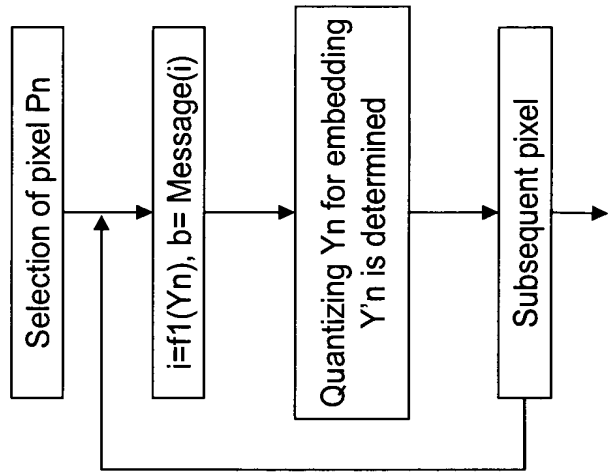 Selection of pixel Pn
i=f1(Yn), b= Message(i)
Quantizing Yn for embedding
Y'n is determined
Subsequent pixel